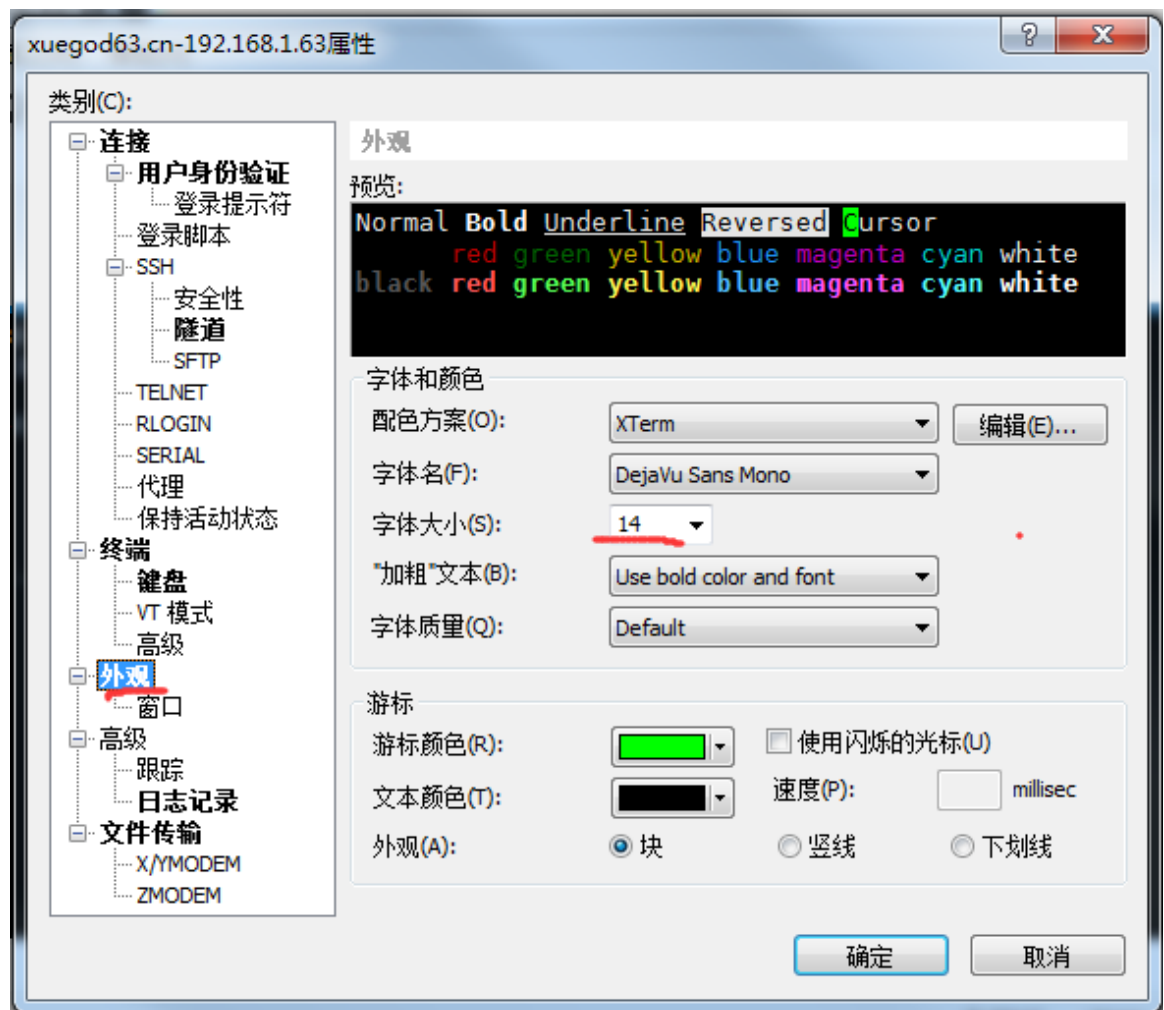 xuegod63.cn-192.168.1.63属性
类别(C):
连接
用户身份验证
登录提示符
登录脚本
SSH
安全性
隧道
SFTP
TELNET
RLOGIN
SERIAL
代理
保持活动状态
终端
键盘
VT 模式
高级
外观
窗口
高级
跟踪
日志记录
文件传输
X/YMODEM
ZMODEM
外观
预览:
Normal Bold Underline Reversed Cursor
red green yellow blue magenta cyan white
black red green yellow blue magenta cyan white
字体和颜色
配色方案(O): XTerm 编辑(E)...
字体名(F): DejaVu Sans Mono
字体大小(S): 14
"加粗"文本(B): Use bold color and font
字体质量(Q): Default
游标
游标颜色(R): 使用闪烁的光标(U)
文本颜色(T): 速度(P): millisec
外观(A): 块 竖线 下划线
确定 取消